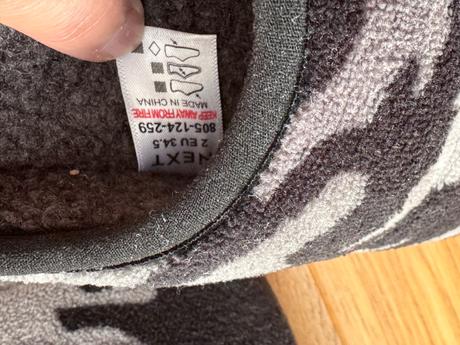 NEXT
2 EU 34.5
805-124-259
KEEP AWAY FROM FIRE
MADE IN CHINA